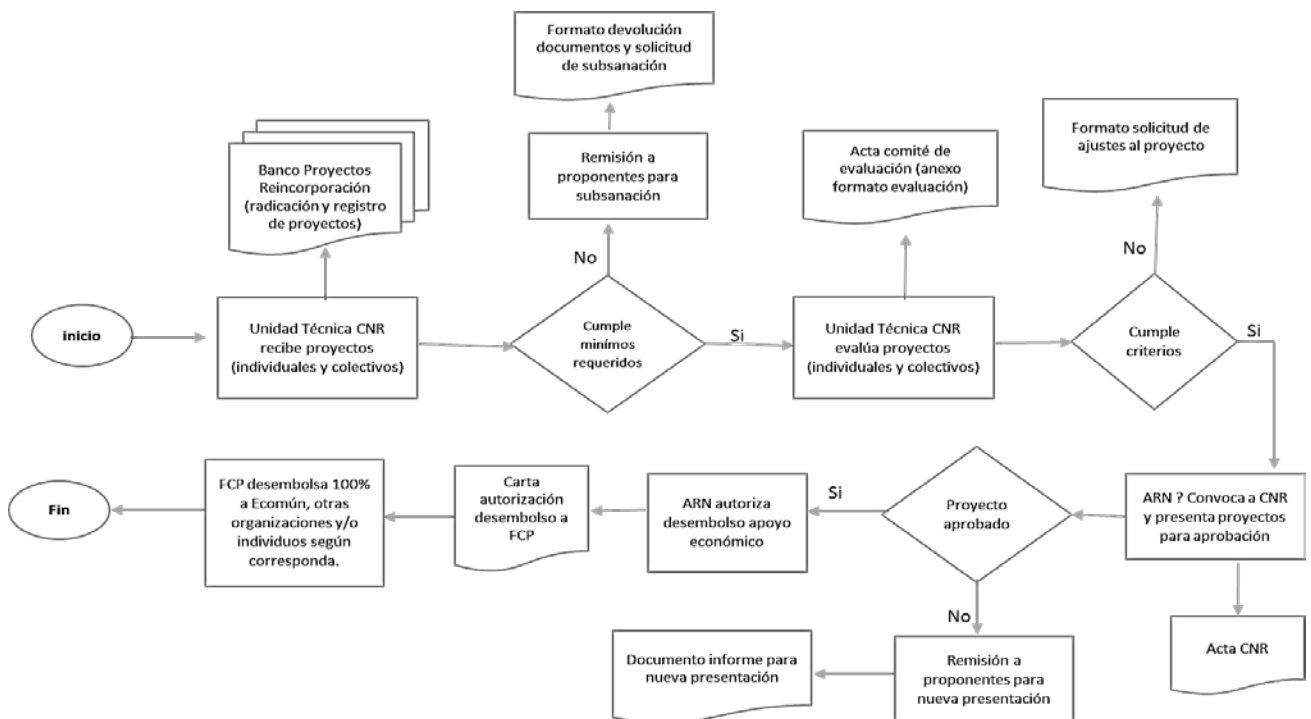 Formato devolución
documentos y solicitud
de subsanación
Formato solicitud de
ajustes al proyecto
Banco Proyectos
Reincorporación
(radicación y registro
de proyectos)
Remisión a
proponentes para
subsanación
Acta comité de
evaluación (anexo
formato evaluación)
No
No
inicio
Unidad Técnica CNR
recibe proyectos
(individuales y colectivos)
Cumple
minímos
requeridos
Si
Unidad Técnica CNR
evalúa proyectos
(individuales y colectivos)
Cumple
criterios
Si
Fin
FCP desembolsa 100%
a Ecomún, otras
organizaciones y/o
individuos según
corresponda.
Carta
autorización
desembolso a
FCP
ARN autoriza
desembolso apoyo
económico
Si
Proyecto
aprobado
ARN ? Convoca a CNR
y presenta proyectos
para aprobación
No
Documento informe para
nueva presentación
Remisión a
proponentes para
nueva presentación
Acta CNR